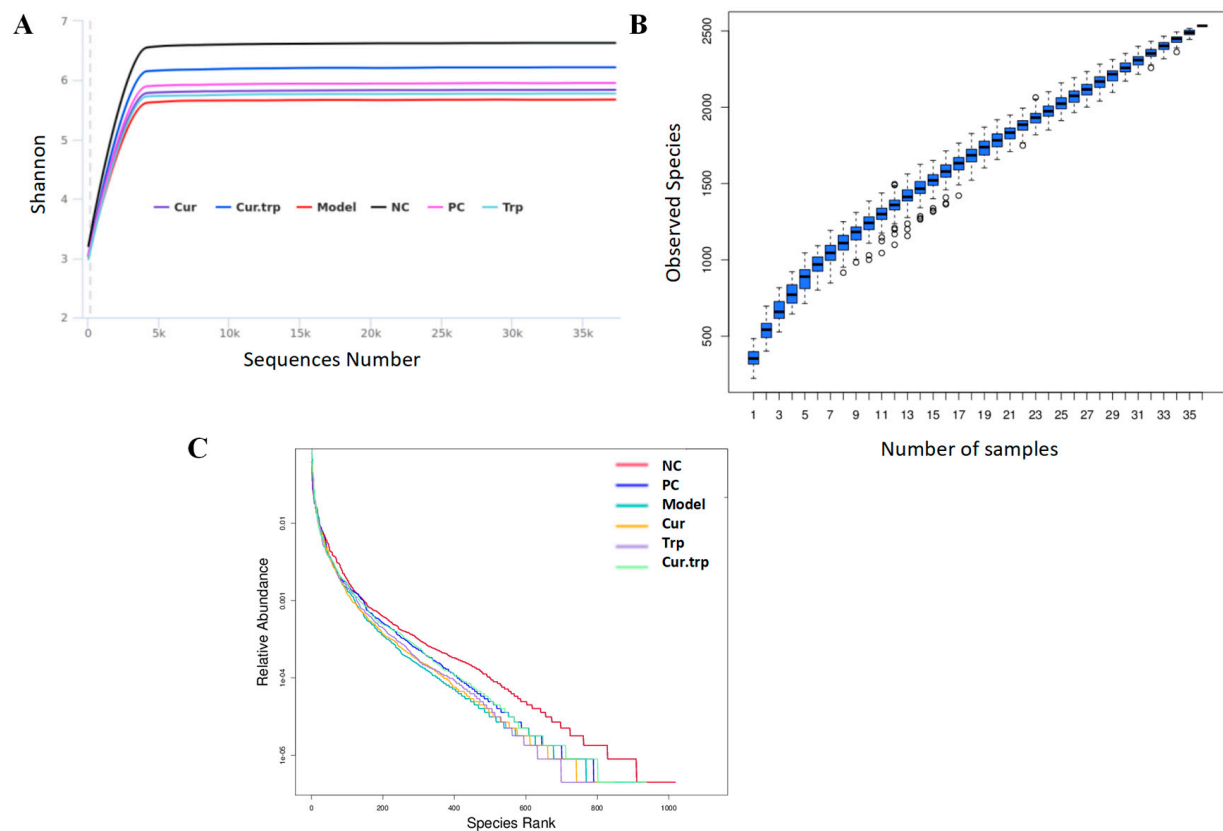 A
7
6
5
4
3
2
Shannon
Cur Cur.trp Model NC PC Trp
0 5k 10k 15k 20k 25k 30k 35k
Sequences Number
B
2500
2000
1500
1000
500
Observed Species
1 3 5 7 9 11 13 15 17 19 21 23 25 27 29 31 33 35
Number of samples
C
NC
PC
Model
Cur
Trp
Cur.trp
0.01
0.003
1e-04
1e-05
Relative Abundance
0 200 400 600 800 1000
Species Rank